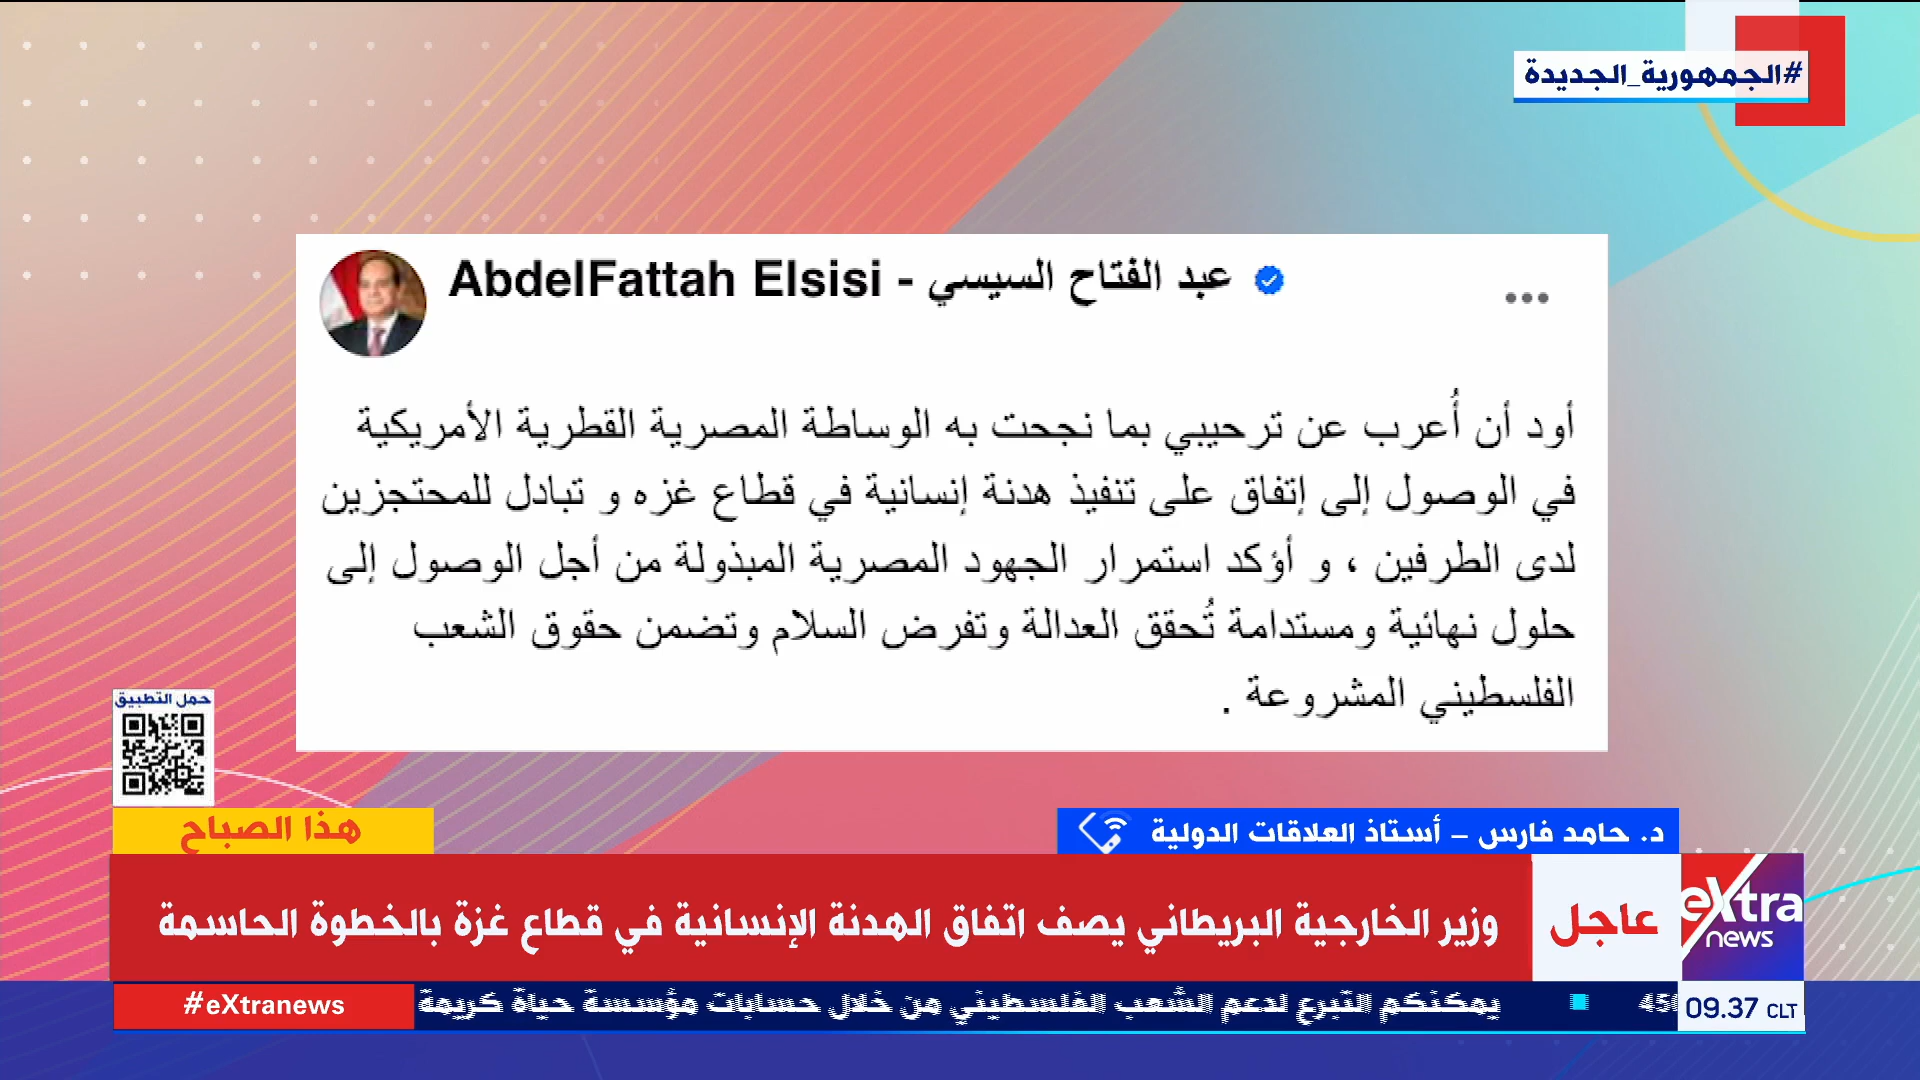 #الجمهورية_الجديدة
AbdelFattah Elsisi - عبد الفتاح السيسي
أود أن أُعرب عن ترحيبي بما نجحت به الوساطة المصرية القطرية الأمريكية
في الوصول إلى إتفاق على تنفيذ هدنة إنسانية في قطاع غزه و تبادل للمحتجزين
لدى الطرفين ، و أؤكد استمرار الجهود المصرية المبذولة من أجل الوصول إلى
حلول نهائية ومستدامة تُحقق العدالة وتفرض السلام وتضمن حقوق الشعب
الفلسطيني المشروعة .
حمل التطبيق
هذا الصباح
د. حامد فارس – أستاذ العلاقات الدولية
eXtra news
عاجل
وزير الخارجية البريطاني يصف اتفاق الهدنة الإنسانية في قطاع غزة بالخطوة الحاسمة
09.37 CLT
يمكنكم التبرع لدعم الشعب الفلسطيني من خلال حسابات مؤسسة حياة كريمة
#eXtranews